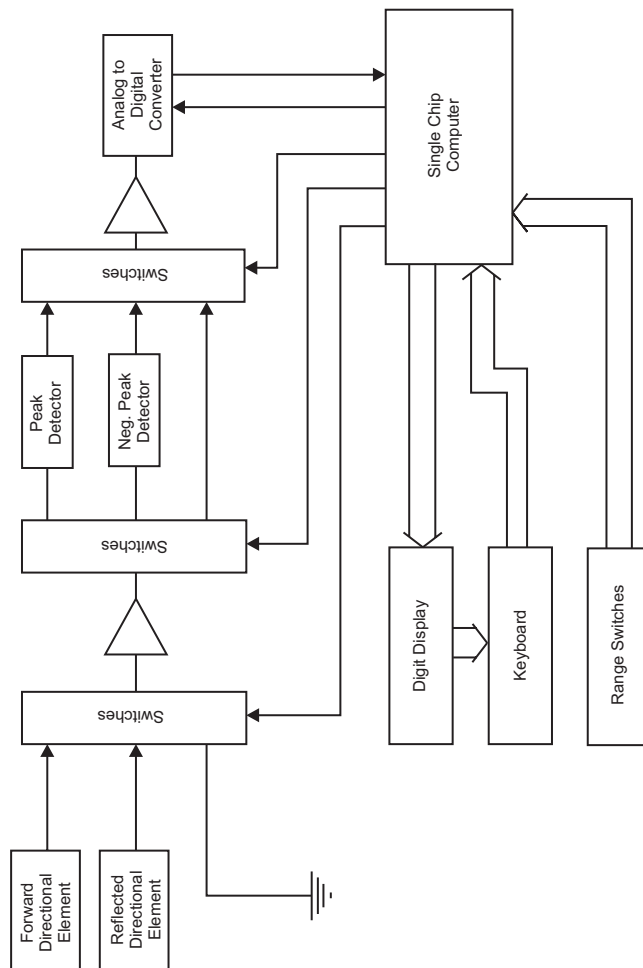 Forward
Directional
Element
Reflected
Directional
Element
Switches
Switches
Peak
Detector
Neg. Peak
Detector
Switches
Analog to
Digital
Converter
Single Chip
Computer
Digit Display
Keyboard
Range Switches